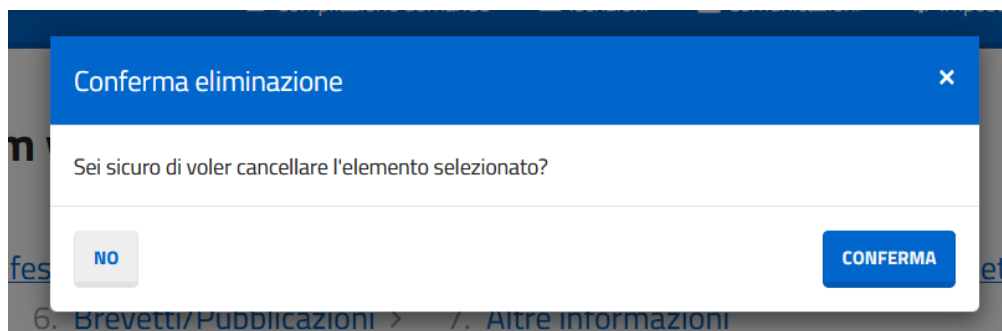 Conferma eliminazione ×
Sei sicuro di voler cancellare l'elemento selezionato?
NO
CONFERMA
6. Brevetti/Pubblicazioni > 7. Altre informazioni